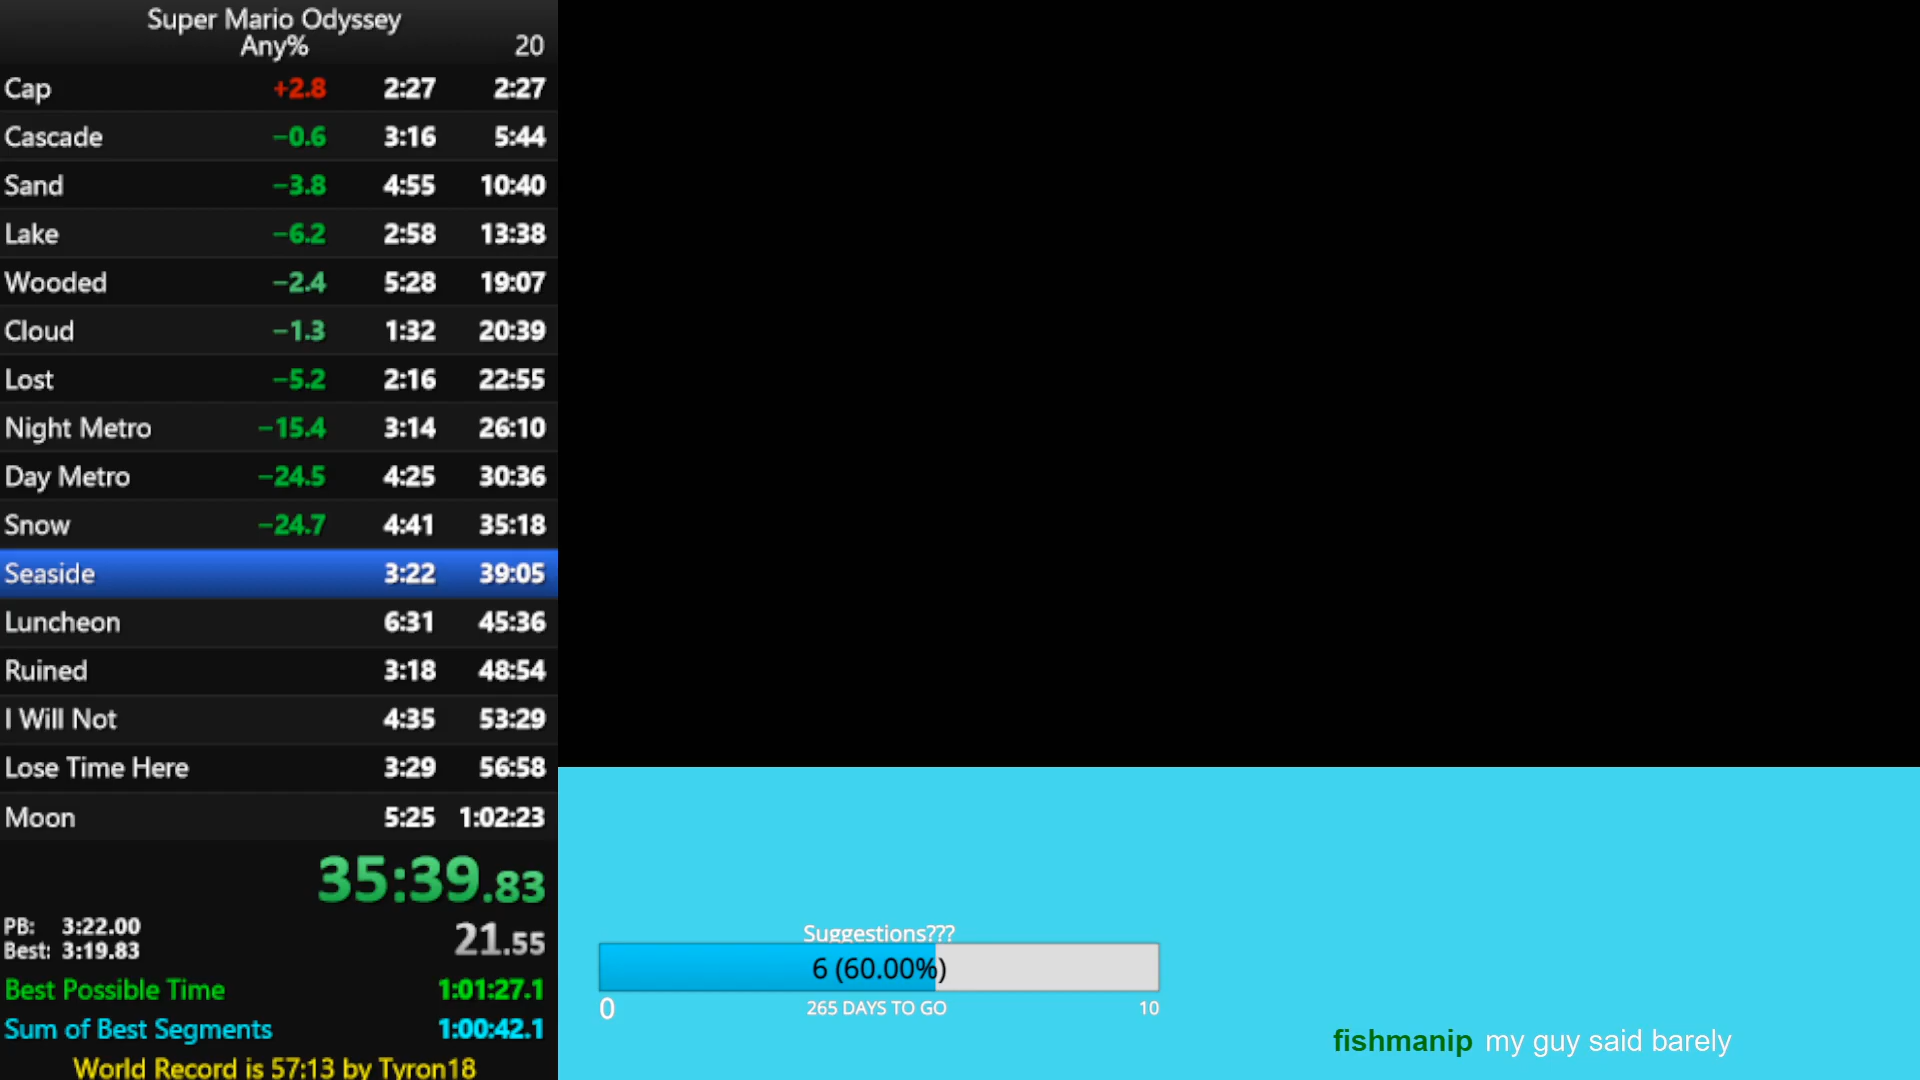 Super Mario Odyssey
Any% 20
Cap +2.8 2:27 2:27
Cascade −0.6 3:16 5:44
Sand −3.8 4:55 10:40
Lake −6.2 2:58 13:38
Wooded −2.4 5:28 19:07
Cloud −1.3 1:32 20:39
Lost −5.2 2:16 22:55
Night Metro −15.4 3:14 26:10
Day Metro −24.5 4:25 30:36
Snow −24.7 4:41 35:18
Seaside 3:22 39:05
Luncheon 6:31 45:36
Ruined 3:18 48:54
I Will Not 4:35 53:29
Lose Time Here 3:29 56:58
Moon 5:25 1:02:23
35:39.83
PB: 3:22.00
Best: 3:19.83
21.55
Best Possible Time 1:01:27.1
Sum of Best Segments 1:00:42.1
World Record is 57:13 by Tyron18
Suggestions???
6 (60.00%)
0 265 DAYS TO GO 10
fishmanip my guy said barely